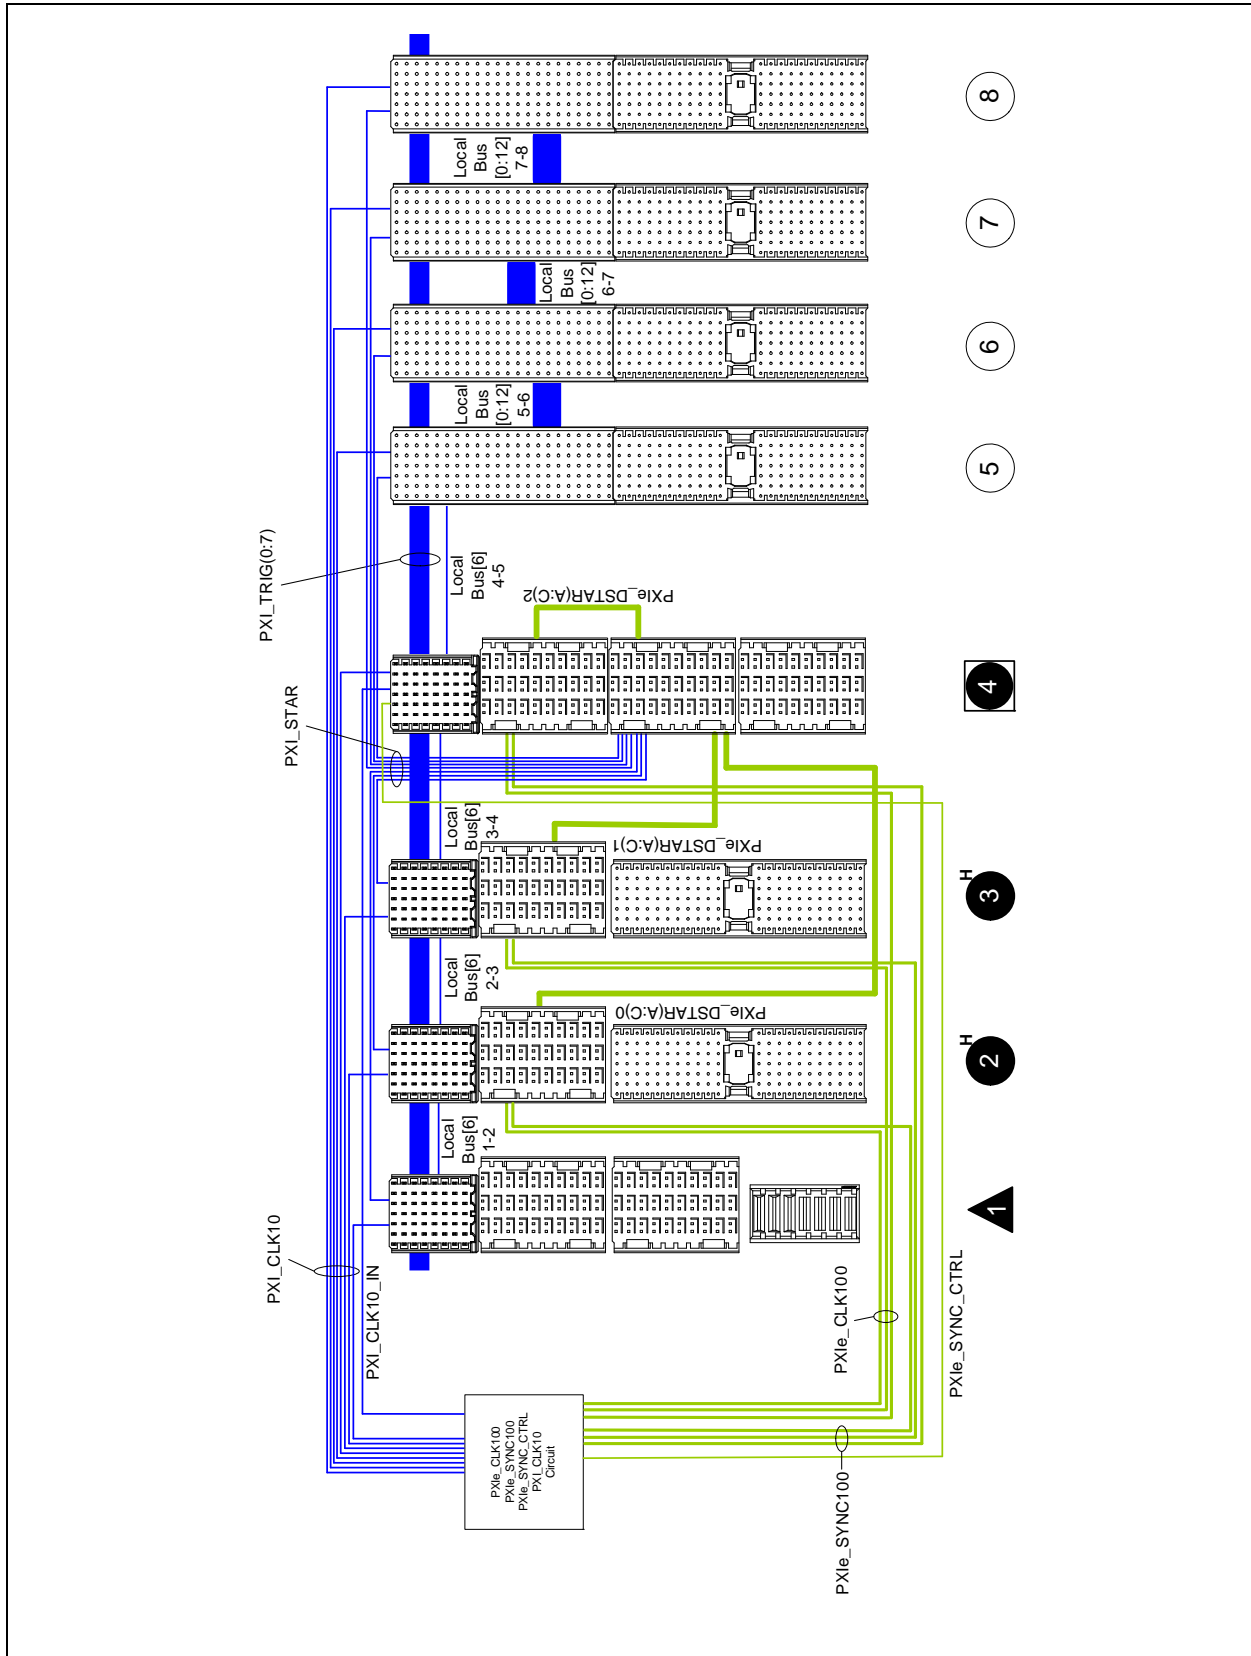 8
Local
Bus
[0:12]
7-8
7
Local
Bus
[0:12]
6-7
6
Local
Bus
[0:12]
5-6
5
PXI_TRIG(0:7)
Local
Bus[6]
4-5
PXIe_DSTAR(A:C)2
4
PXI_STAR
Local
Bus[6]
3-4
PXIe_DSTAR(A:C)1
H
3
Local
Bus[6]
2-3
PXIe_DSTAR(A:C)0
H
2
Local
Bus[6]
1-2
1
PXI_CLK10
PXI_CLK10_IN
PXIe_CLK100
PXIe_SYNC_CTRL
PXIe_CLK100
PXIe_SYNC100
PXIe_SYNC_CTRL
PXI_CLK10
Circuit
PXIe_SYNC100